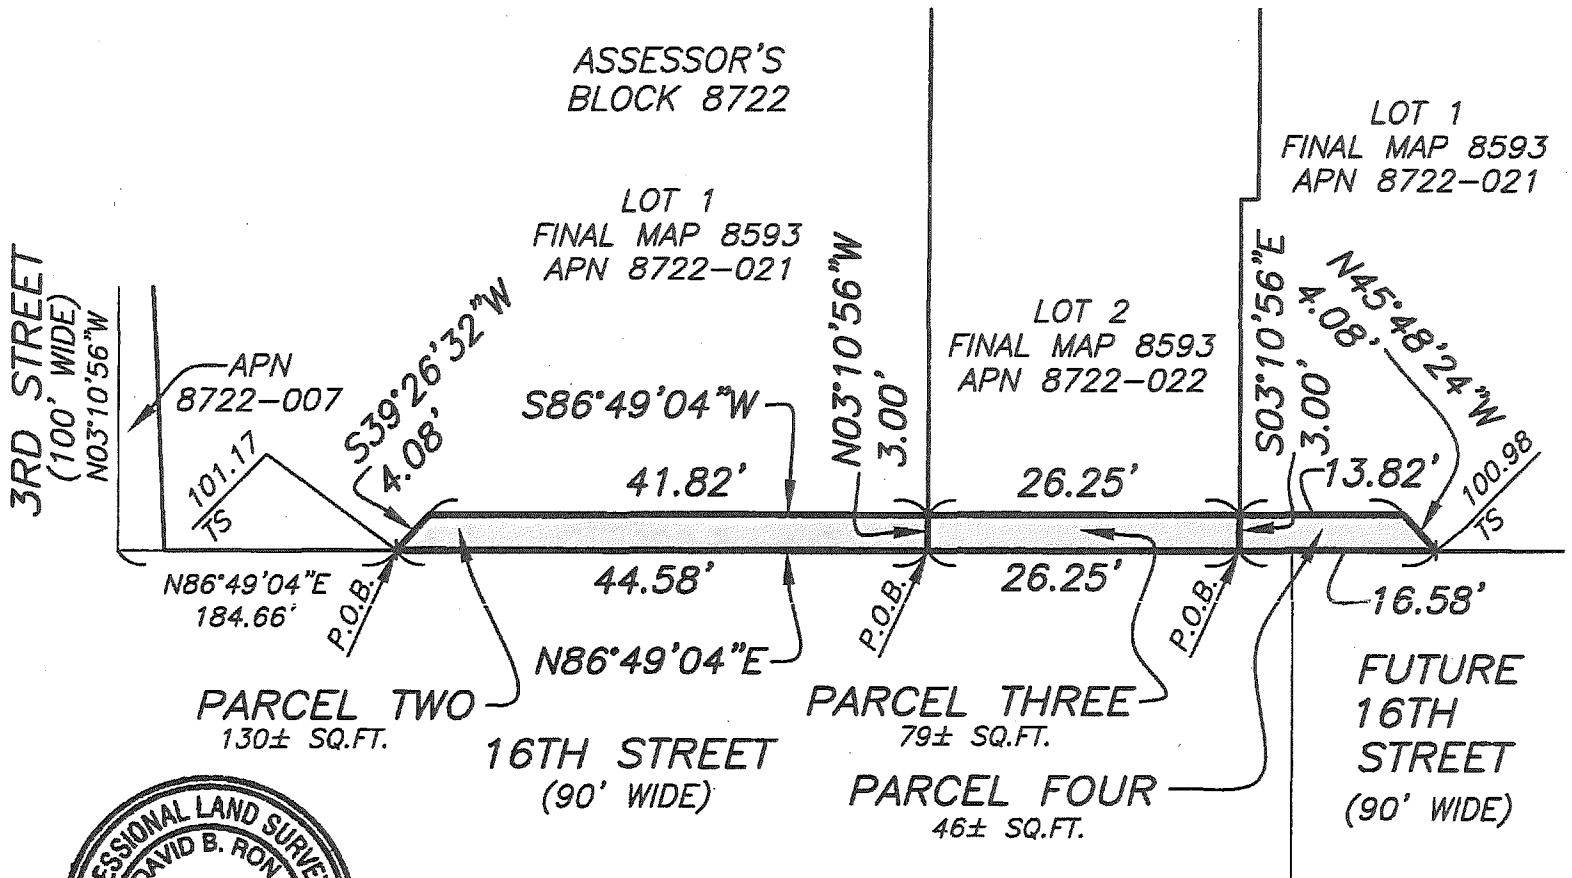 ASSESSOR'S
BLOCK 8722
LOT 1
FINAL MAP 8593
APN 8722-021
LOT 1
FINAL MAP 8593
APN 8722-021
3RD STREET
(100' WIDE)
N03°10'56"W
APN
8722-007
S39°26'32"W
4.08'
S86°49'04"W
N03°10'56"W
3.00'
LOT 2
FINAL MAP 8593
APN 8722-022
S03°10'56"E
3.00'
N45°48'24"W
4.08'
101.17
TS
41.82'
26.25'
13.82'
100.98
TS
N86°49'04"E
184.66'
P.O.B.
44.58'
P.O.B.
26.25'
P.O.B.
16.58'
N86°49'04"E
PARCEL TWO
130± SQ.FT.
16TH STREET
(90' WIDE)
PARCEL THREE
79± SQ.FT.
PARCEL FOUR
46± SQ.FT.
FUTURE
16TH
STREET
(90' WIDE)
ESSIONAL LAND SURVE
DAVID B. RON